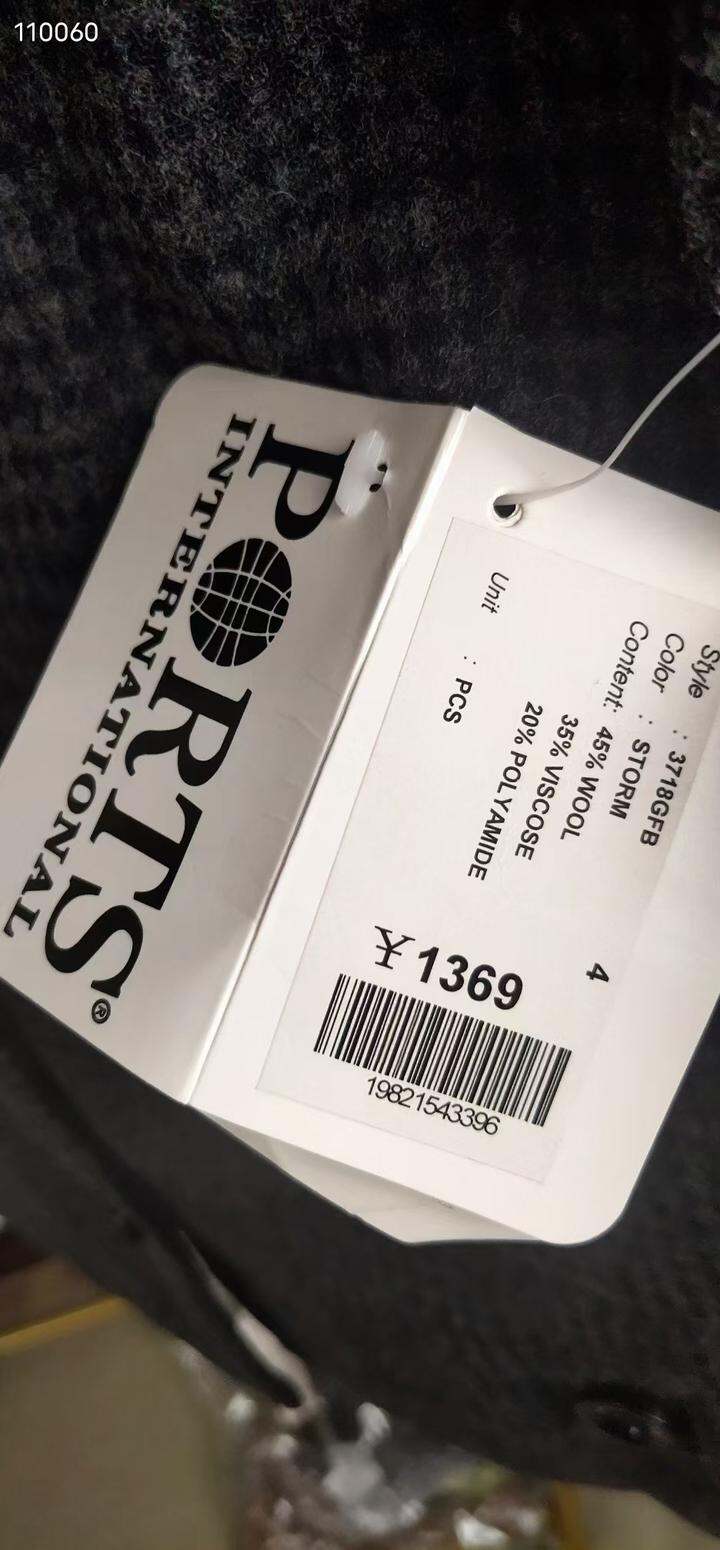 110060
PORTS®
INTERNATIONAL
Style : 3718GFB
Color : STORM
Content: 45% WOOL
35% VISCOSE
20% POLYAMIDE
Unit : PCS
4
¥1369
19821543396